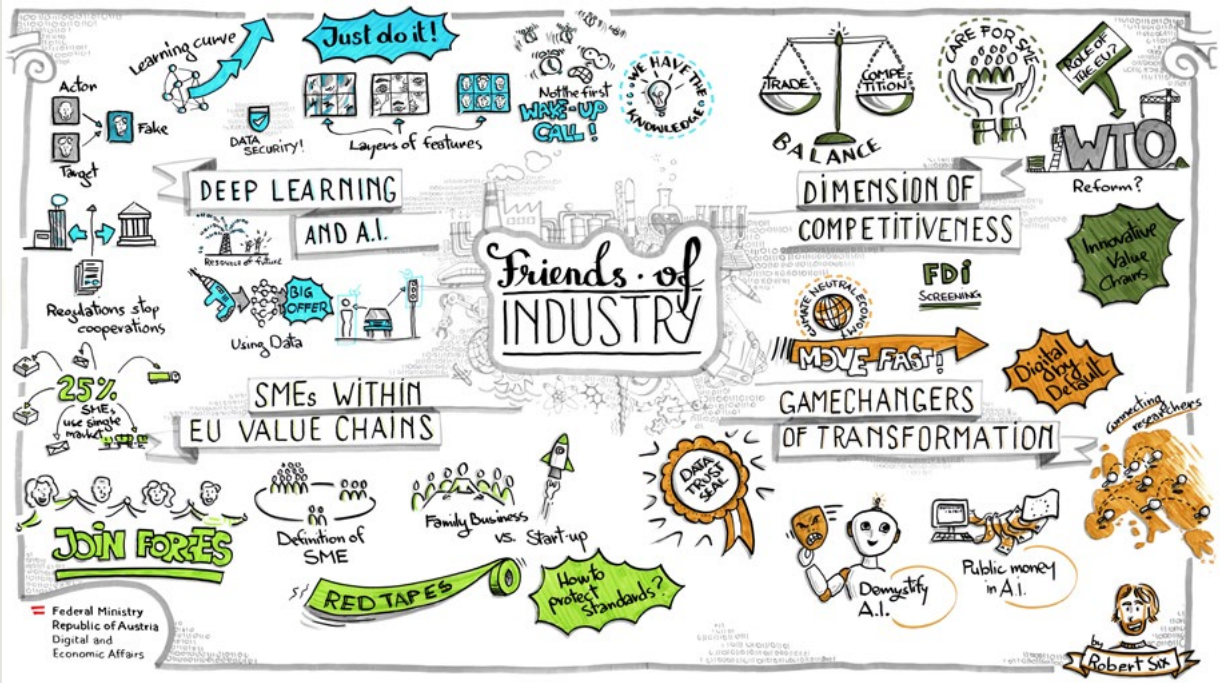 Learning curve
Just do it!
Actor
Fake
Target
DATA
SECURITY!
Layers of features
Not the first
WAKE-UP
CALL!
WE HAVE THE
KNOWLEDGE
DEEP LEARNING
AND A.I.
Resource of future
Regulations stop
cooperations
Using Data
BIG
OFFER
Friends of
INDUSTRY
TRADE
COMPE
TITION
BALANCE
CARE FOR SME
ROLE OF
THE EU?
WTO
Reform?
DIMENSION OF
COMPETITIVENESS
Innovative
Value
Chains
FDI
SCREENING
CLIMATE NEUTRAL ECONOMY
MOVE FAST!
Digital
by
Default
SMEs WITHIN
EU VALUE CHAINS
25%
SMEs
use single
market
JOIN FORCES
Definition of
SME
Family Business
vs. Start-up
RED TAPES
How to
protect
Standards?
GAMECHANGERS
OF TRANSFORMATION
DATA
TRUST
SEAL
Demystify
A.I.
Public money
in A.I.
Connecting
researchers
Federal Ministry
Republic of Austria
Digital and
Economic Affairs
by
Robert Six